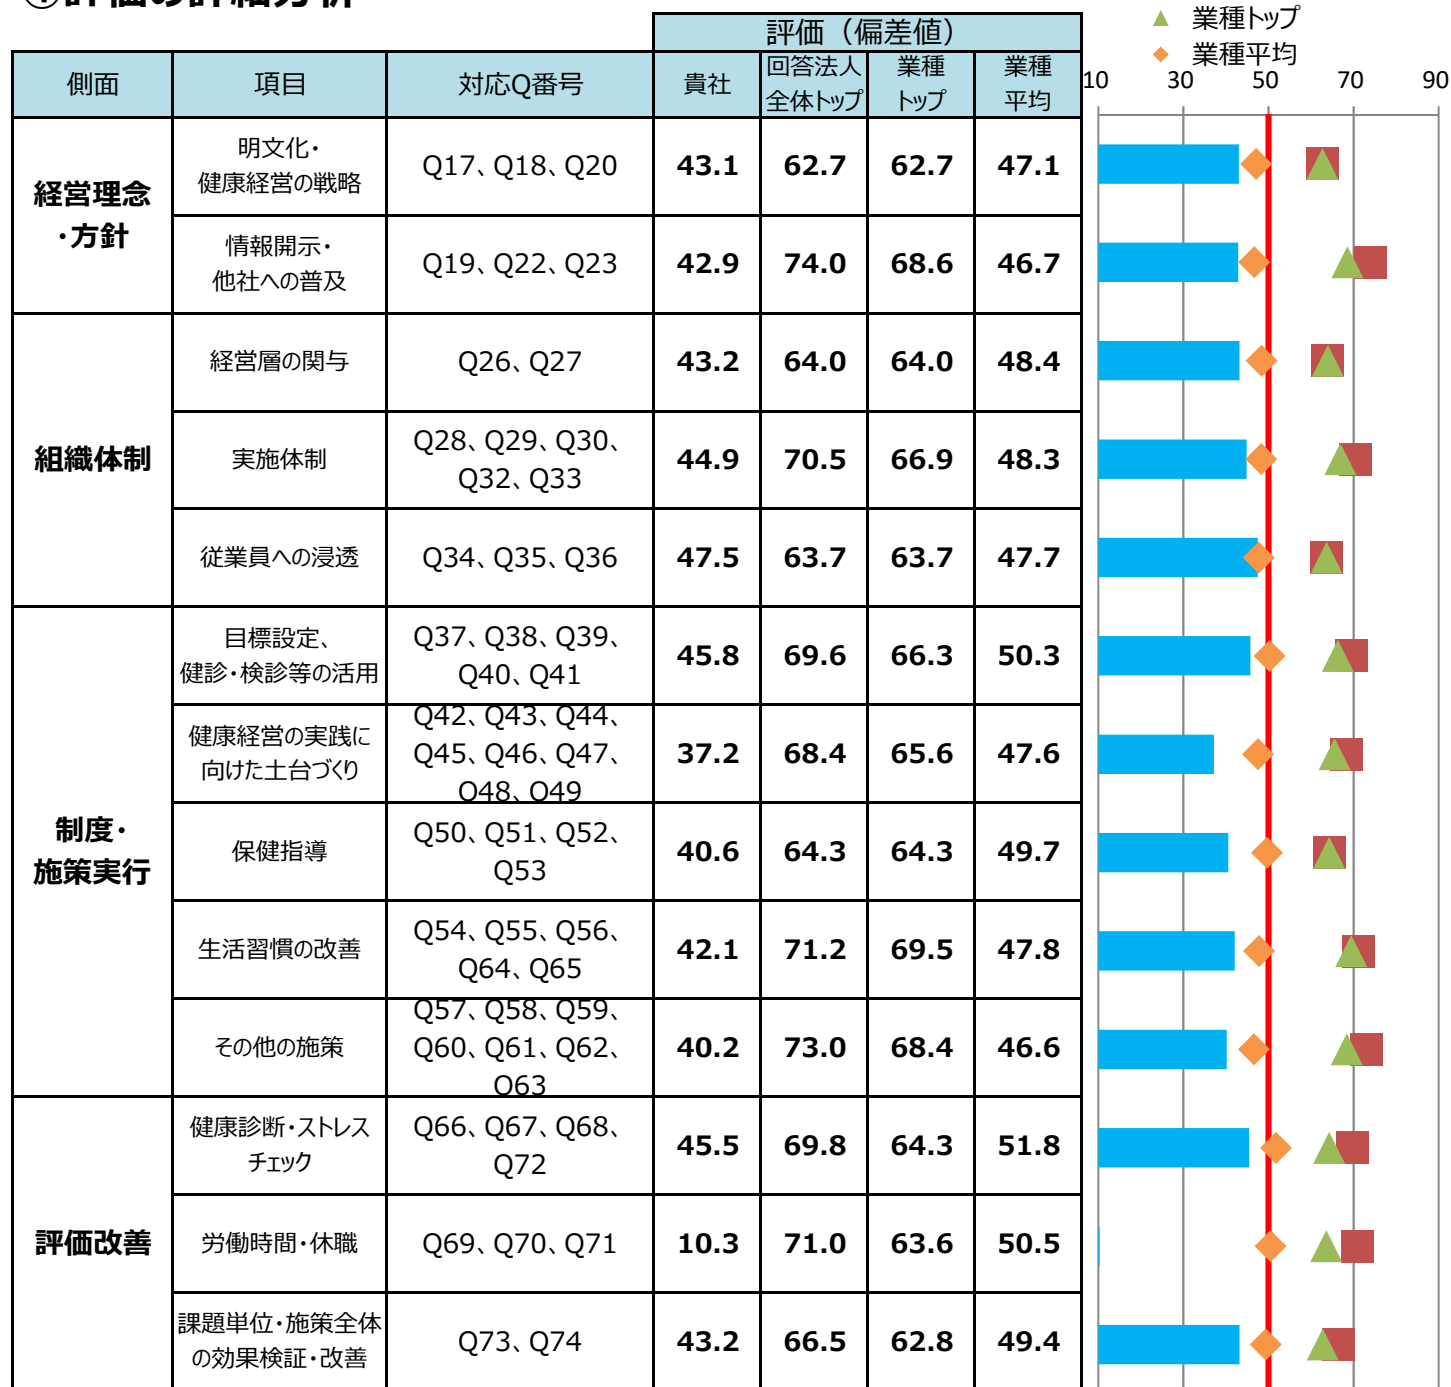 ①評価の詳細分析
業種トップ
業種平均
評価（偏差値）
側面 項目 対応Q番号 貴社 回答法人全体トップ 業種トップ 業種平均
10 30 50 70 90
経営理念・方針
明文化・
健康経営の戦略
Q17、Q18、Q20
43.1 62.7 62.7 47.1
情報開示・
他社への普及
Q19、Q22、Q23
42.9 74.0 68.6 46.7
組織体制
経営層の関与
Q26、Q27
43.2 64.0 64.0 48.4
実施体制
Q28、Q29、Q30、
Q32、Q33
44.9 70.5 66.9 48.3
従業員への浸透
Q34、Q35、Q36
47.5 63.7 63.7 47.7
制度・
施策実行
目標設定、
健診・検診等の活用
Q37、Q38、Q39、
Q40、Q41
45.8 69.6 66.3 50.3
健康経営の実践に
向けた土台づくり
Q42、Q43、Q44、
Q45、Q46、Q47、
Q48、Q49
37.2 68.4 65.6 47.6
保健指導
Q50、Q51、Q52、
Q53
40.6 64.3 64.3 49.7
生活習慣の改善
Q54、Q55、Q56、
Q64、Q65
42.1 71.2 69.5 47.8
その他の施策
Q57、Q58、Q59、
Q60、Q61、Q62、
Q63
40.2 73.0 68.4 46.6
評価改善
健康診断・ストレス
チェック
Q66、Q67、Q68、
Q72
45.5 69.8 64.3 51.8
労働時間・休職
Q69、Q70、Q71
10.3 71.0 63.6 50.5
課題単位・施策全体
の効果検証・改善
Q73、Q74
43.2 66.5 62.8 49.4